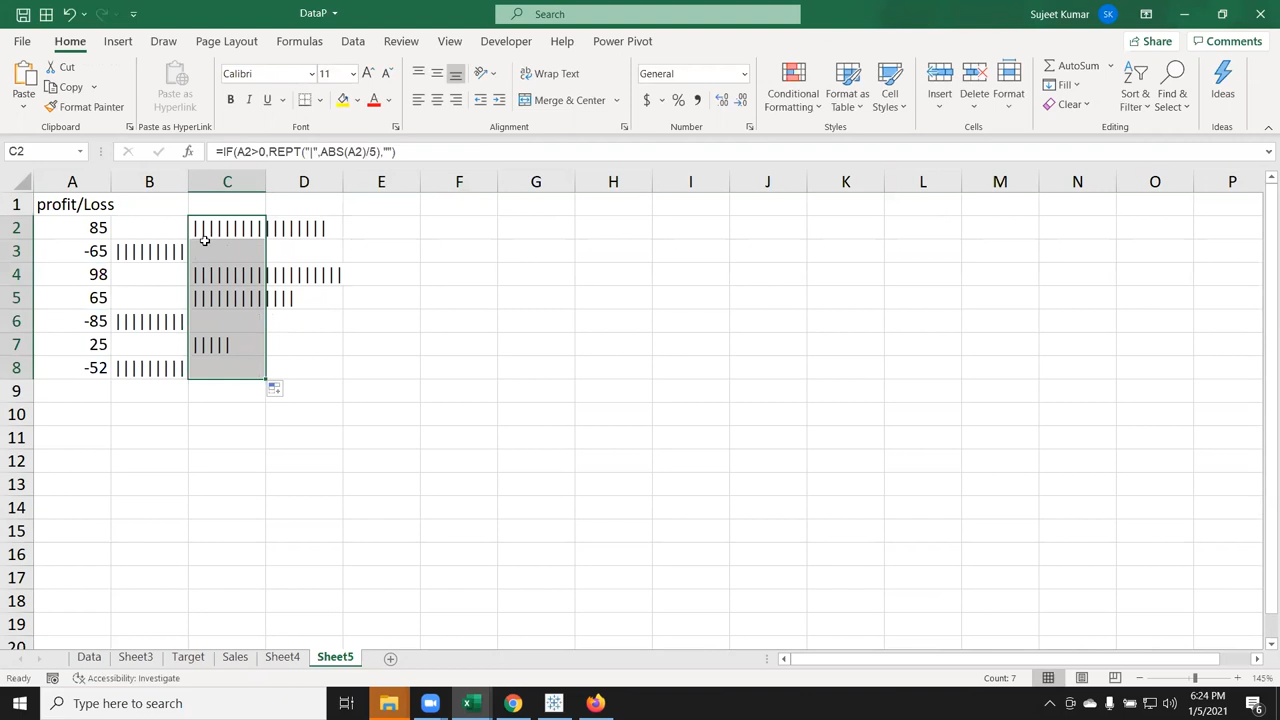 DataP
Search
Sujeet Kumar
SK
File Home Insert Draw Page Layout Formulas Data Review View Developer Help Power Pivot
Share
Comments
Paste
Cut
Copy
Format Painter
Clipboard
Paste as
Hyperlink
Paste as HyperLink
Calibri
11
B I U
Font
Wrap Text
Merge & Center
Alignment
General
$ % ,
Number
Conditional
Formatting
Format as
Table
Cell
Styles
Styles
Insert
Delete
Format
Cells
AutoSum
Fill
Clear
Sort &
Filter
Find &
Select
Editing
Ideas
Ideas
C2
=IF(A2>0,REPT("|",ABS(A2)/5),"")
A B C D E F G H I J K L M N O P
1 profit/Loss
2 85 |||||||||||||||||
3 -65 |||||||||
4 98 |||||||||||||||||||
5 65 |||||||||||||
6 -85 |||||||||
7 25 |||||
8 -52 |||||||||
9
10
11
12
13
14
15
16
17
18
19
20
Data Sheet3 Target Sales Sheet4 Sheet5
Ready
Accessibility: Investigate
Count: 7
145%
Type here to search
6:24 PM
1/5/2021
6